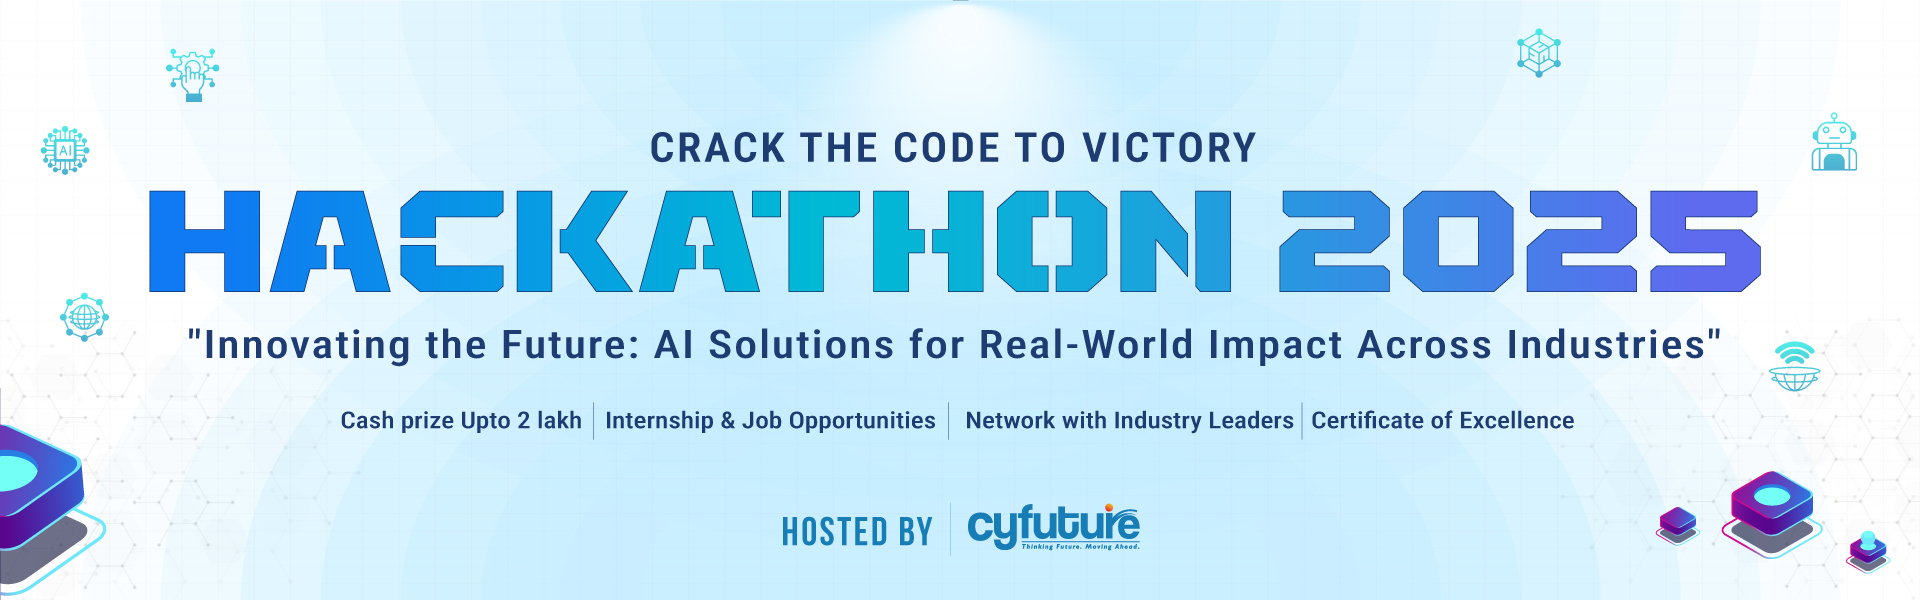 CRACK THE CODE TO VICTORY
HACKATHON 2025
"Innovating the Future: AI Solutions for Real-World Impact Across Industries"
Cash prize Upto 2 lakh | Internship & Job Opportunities | Network with Industry Leaders | Certificate of Excellence
HOSTED BY | cyfuture
Thinking Future. Moving Ahead.
AI